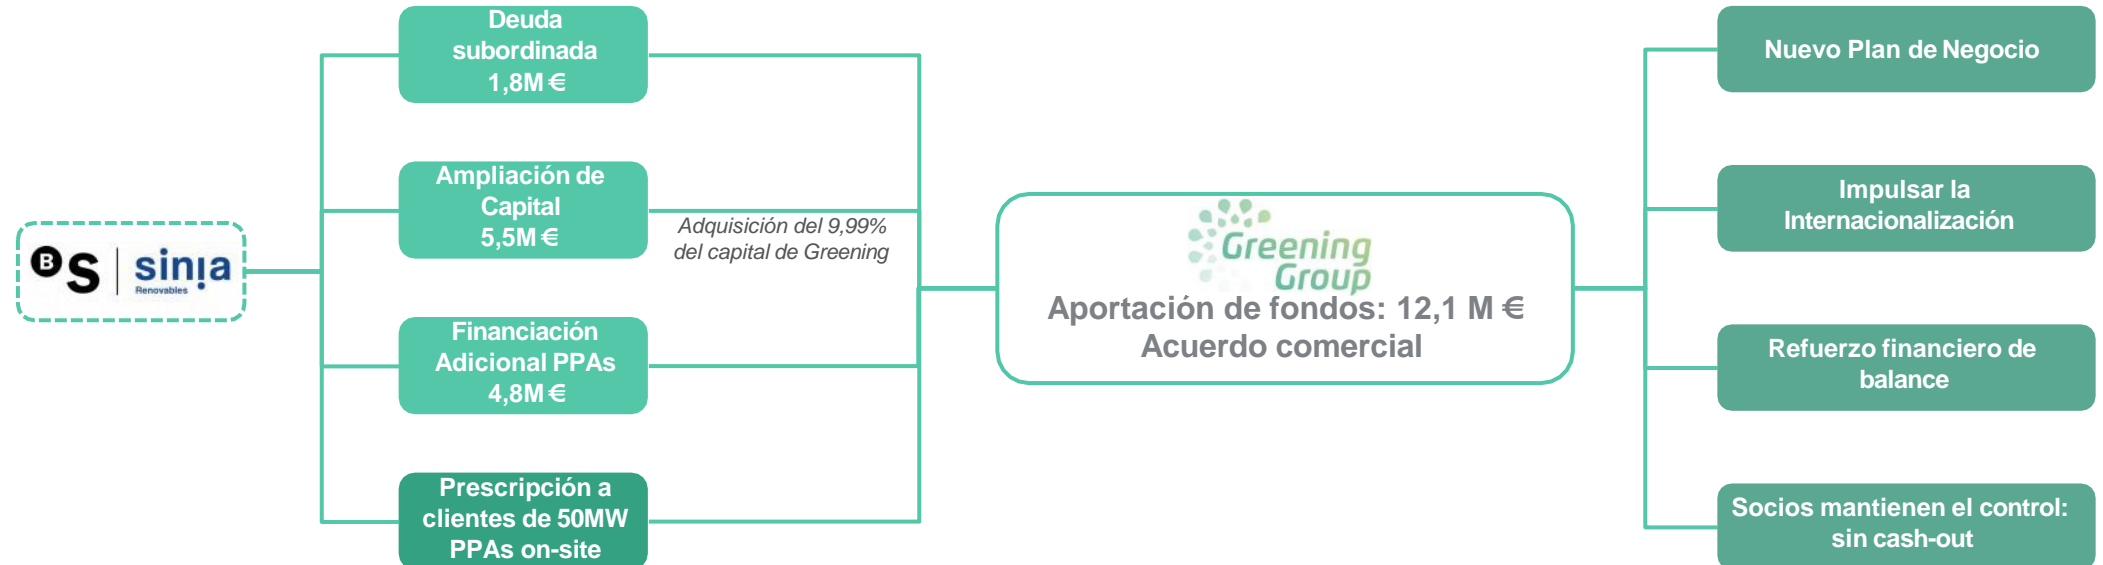 BS
sinia
Renovables
Deuda
subordinada
1,8M €
Ampliación de
Capital
5,5M €
Financiación
Adicional PPAs
4,8M €
Prescripción a
clientes de 50MW
PPAs on-site
Adquisición del 9,99%
del capital de Greening
Greening
Group
Aportación de fondos: 12,1 M €
Acuerdo comercial
Nuevo Plan de Negocio
Impulsar la
Internacionalización
Refuerzo financiero de
balance
Socios mantienen el control:
sin cash-out